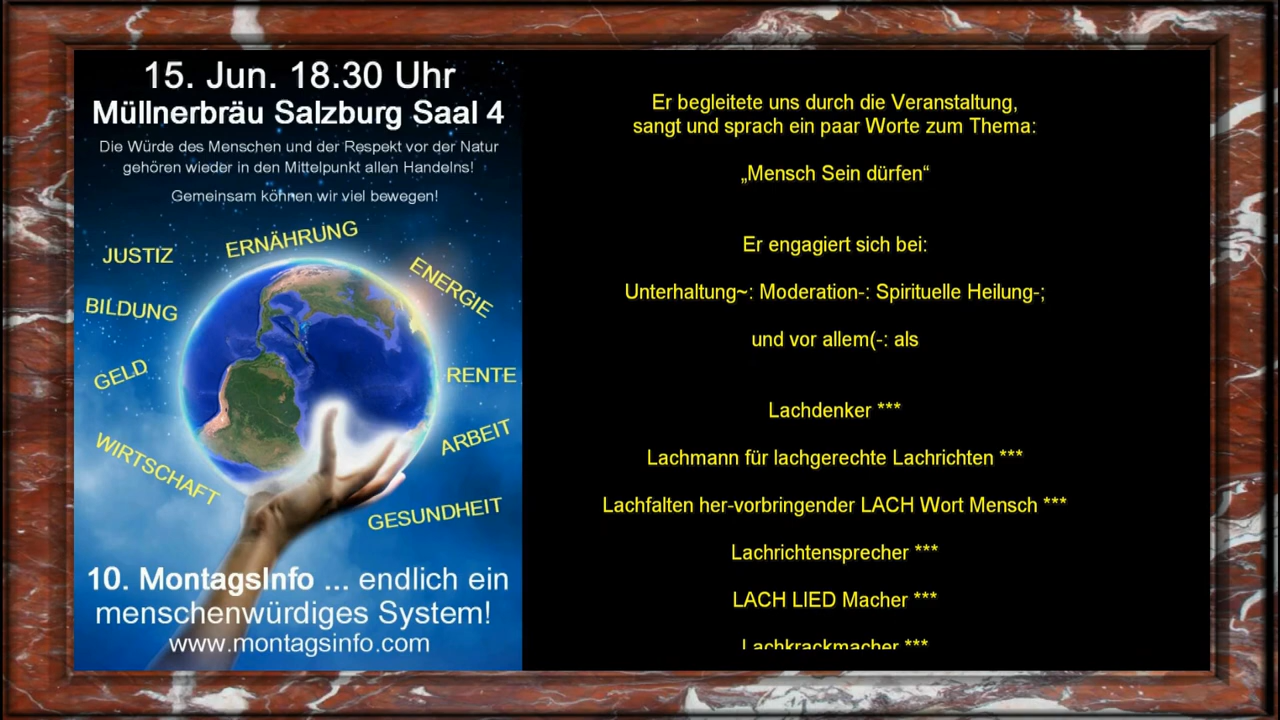 15. Jun. 18.30 Uhr
Müllnerbräu Salzburg Saal 4
Die Würde des Menschen und der Respekt vor der Natur
gehören wieder in den Mittelpunkt allen Handelns!
Gemeinsam können wir viel bewegen!
JUSTIZ
ERNÄHRUNG
ENERGIE
BILDUNG
GELD
RENTE
WIRTSCHAFT
ARBEIT
GESUNDHEIT
10. MontagsInfo ... endlich ein
menschenwürdiges System!
www.montagsinfo.com
Er begleitete uns durch die Veranstaltung,
sangt und sprach ein paar Worte zum Thema:
„Mensch Sein dürfen“
Er engagiert sich bei:
Unterhaltung~: Moderation-: Spirituelle Heilung-;
und vor allem(-: als
Lachdenker ***
Lachmann für lachgerechte Lachrichten ***
Lachfalten her-vorbringender LACH Wort Mensch ***
Lachrichtensprecher ***
LACH LIED Macher ***
Lachkrackmacher ***